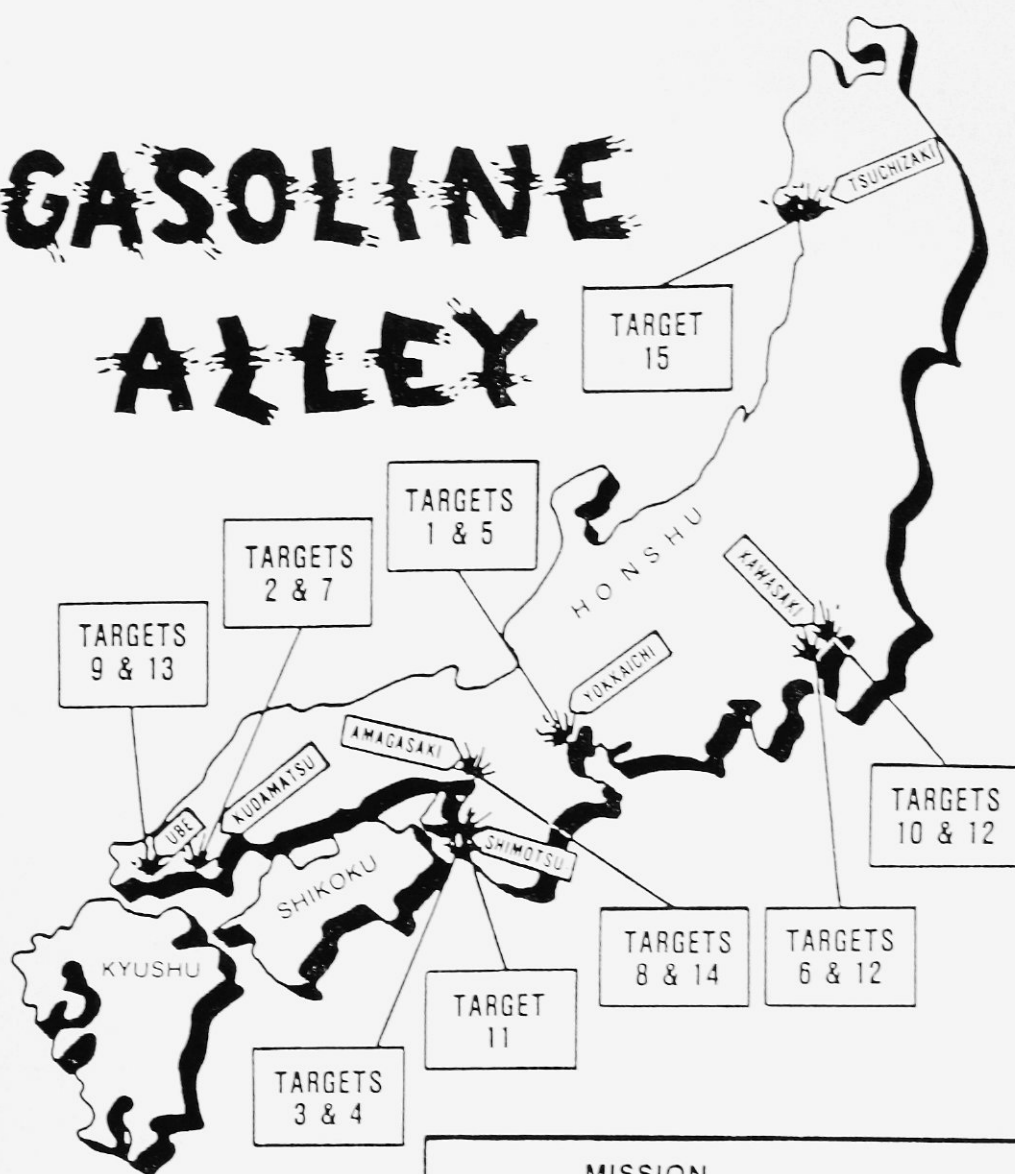 GASOLINE
ALLEY
TSUCHIZAKI
TARGET
15
TARGETS
1 & 5
TARGETS
2 & 7
TARGETS
9 & 13
HONSHU
KAWASAKI
YOKKAICHI
AMAGASAKI
KUDAMATSU
UBE
SHIMOTSU
SHIKOKU
KYUSHU
TARGETS
10 & 12
TARGETS
8 & 14
TARGETS
6 & 12
TARGET
11
TARGETS
3 & 4
MISSION